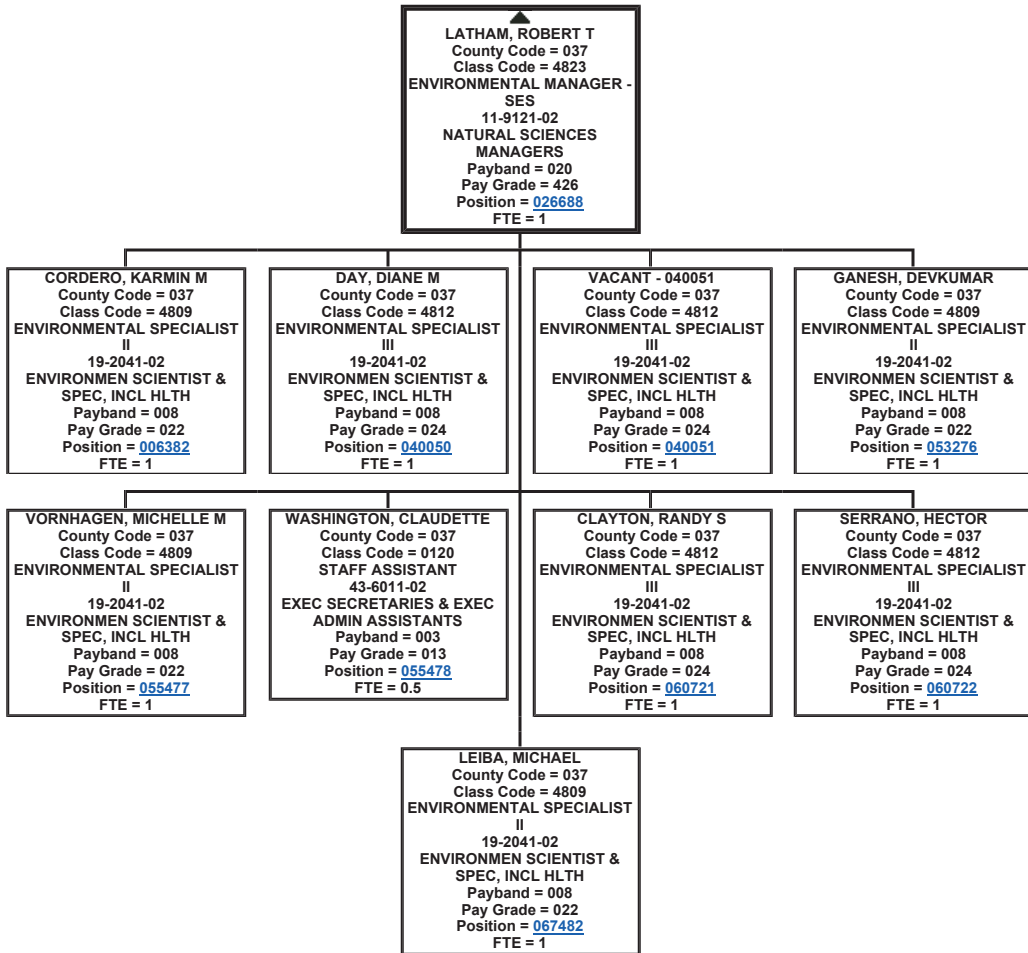 LATHAM, ROBERT T
County Code = 037
Class Code = 4823
ENVIRONMENTAL MANAGER -
SES
11-9121-02
NATURAL SCIENCES
MANAGERS
Payband = 020
Pay Grade = 426
Position = 026688
FTE = 1
CORDERO, KARMIN M
County Code = 037
Class Code = 4809
ENVIRONMENTAL SPECIALIST
II
19-2041-02
ENVIRONMEN SCIENTIST &
SPEC, INCL HLTH
Payband = 008
Pay Grade = 022
Position = 006382
FTE = 1
DAY, DIANE M
County Code = 037
Class Code = 4812
ENVIRONMENTAL SPECIALIST
III
19-2041-02
ENVIRONMEN SCIENTIST &
SPEC, INCL HLTH
Payband = 008
Pay Grade = 024
Position = 040050
FTE = 1
VACANT - 040051
County Code = 037
Class Code = 4812
ENVIRONMENTAL SPECIALIST
III
19-2041-02
ENVIRONMEN SCIENTIST &
SPEC, INCL HLTH
Payband = 008
Pay Grade = 024
Position = 040051
FTE = 1
GANESH, DEVKUMAR
County Code = 037
Class Code = 4809
ENVIRONMENTAL SPECIALIST
II
19-2041-02
ENVIRONMEN SCIENTIST &
SPEC, INCL HLTH
Payband = 008
Pay Grade = 022
Position = 053276
FTE = 1
VORNHAGEN, MICHELLE M
County Code = 037
Class Code = 4809
ENVIRONMENTAL SPECIALIST
II
19-2041-02
ENVIRONMEN SCIENTIST &
SPEC, INCL HLTH
Payband = 008
Pay Grade = 022
Position = 055477
FTE = 1
WASHINGTON, CLAUDETTE
County Code = 037
Class Code = 0120
STAFF ASSISTANT
43-6011-02
EXEC SECRETARIES & EXEC
ADMIN ASSISTANTS
Payband = 003
Pay Grade = 013
Position = 055478
FTE = 0.5
CLAYTON, RANDY S
County Code = 037
Class Code = 4812
ENVIRONMENTAL SPECIALIST
III
19-2041-02
ENVIRONMEN SCIENTIST &
SPEC, INCL HLTH
Payband = 008
Pay Grade = 024
Position = 060721
FTE = 1
SERRANO, HECTOR
County Code = 037
Class Code = 4812
ENVIRONMENTAL SPECIALIST
III
19-2041-02
ENVIRONMEN SCIENTIST &
SPEC, INCL HLTH
Payband = 008
Pay Grade = 024
Position = 060722
FTE = 1
LEIBA, MICHAEL
County Code = 037
Class Code = 4809
ENVIRONMENTAL SPECIALIST
II
19-2041-02
ENVIRONMEN SCIENTIST &
SPEC, INCL HLTH
Payband = 008
Pay Grade = 022
Position = 067482
FTE = 1